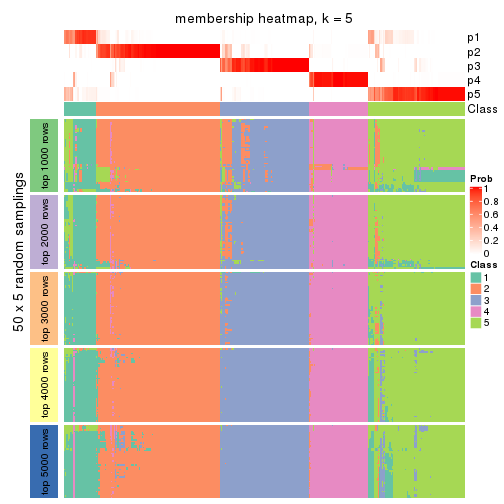 membership heatmap, k = 5
p1
p2
p3
p4
p5
Class
50 x 5 random samplings
top 1000 rows
top 2000 rows
top 3000 rows
top 4000 rows
top 5000 rows
Prob
1
0.8
0.6
0.4
0.2
0
Class
1
2
3
4
5